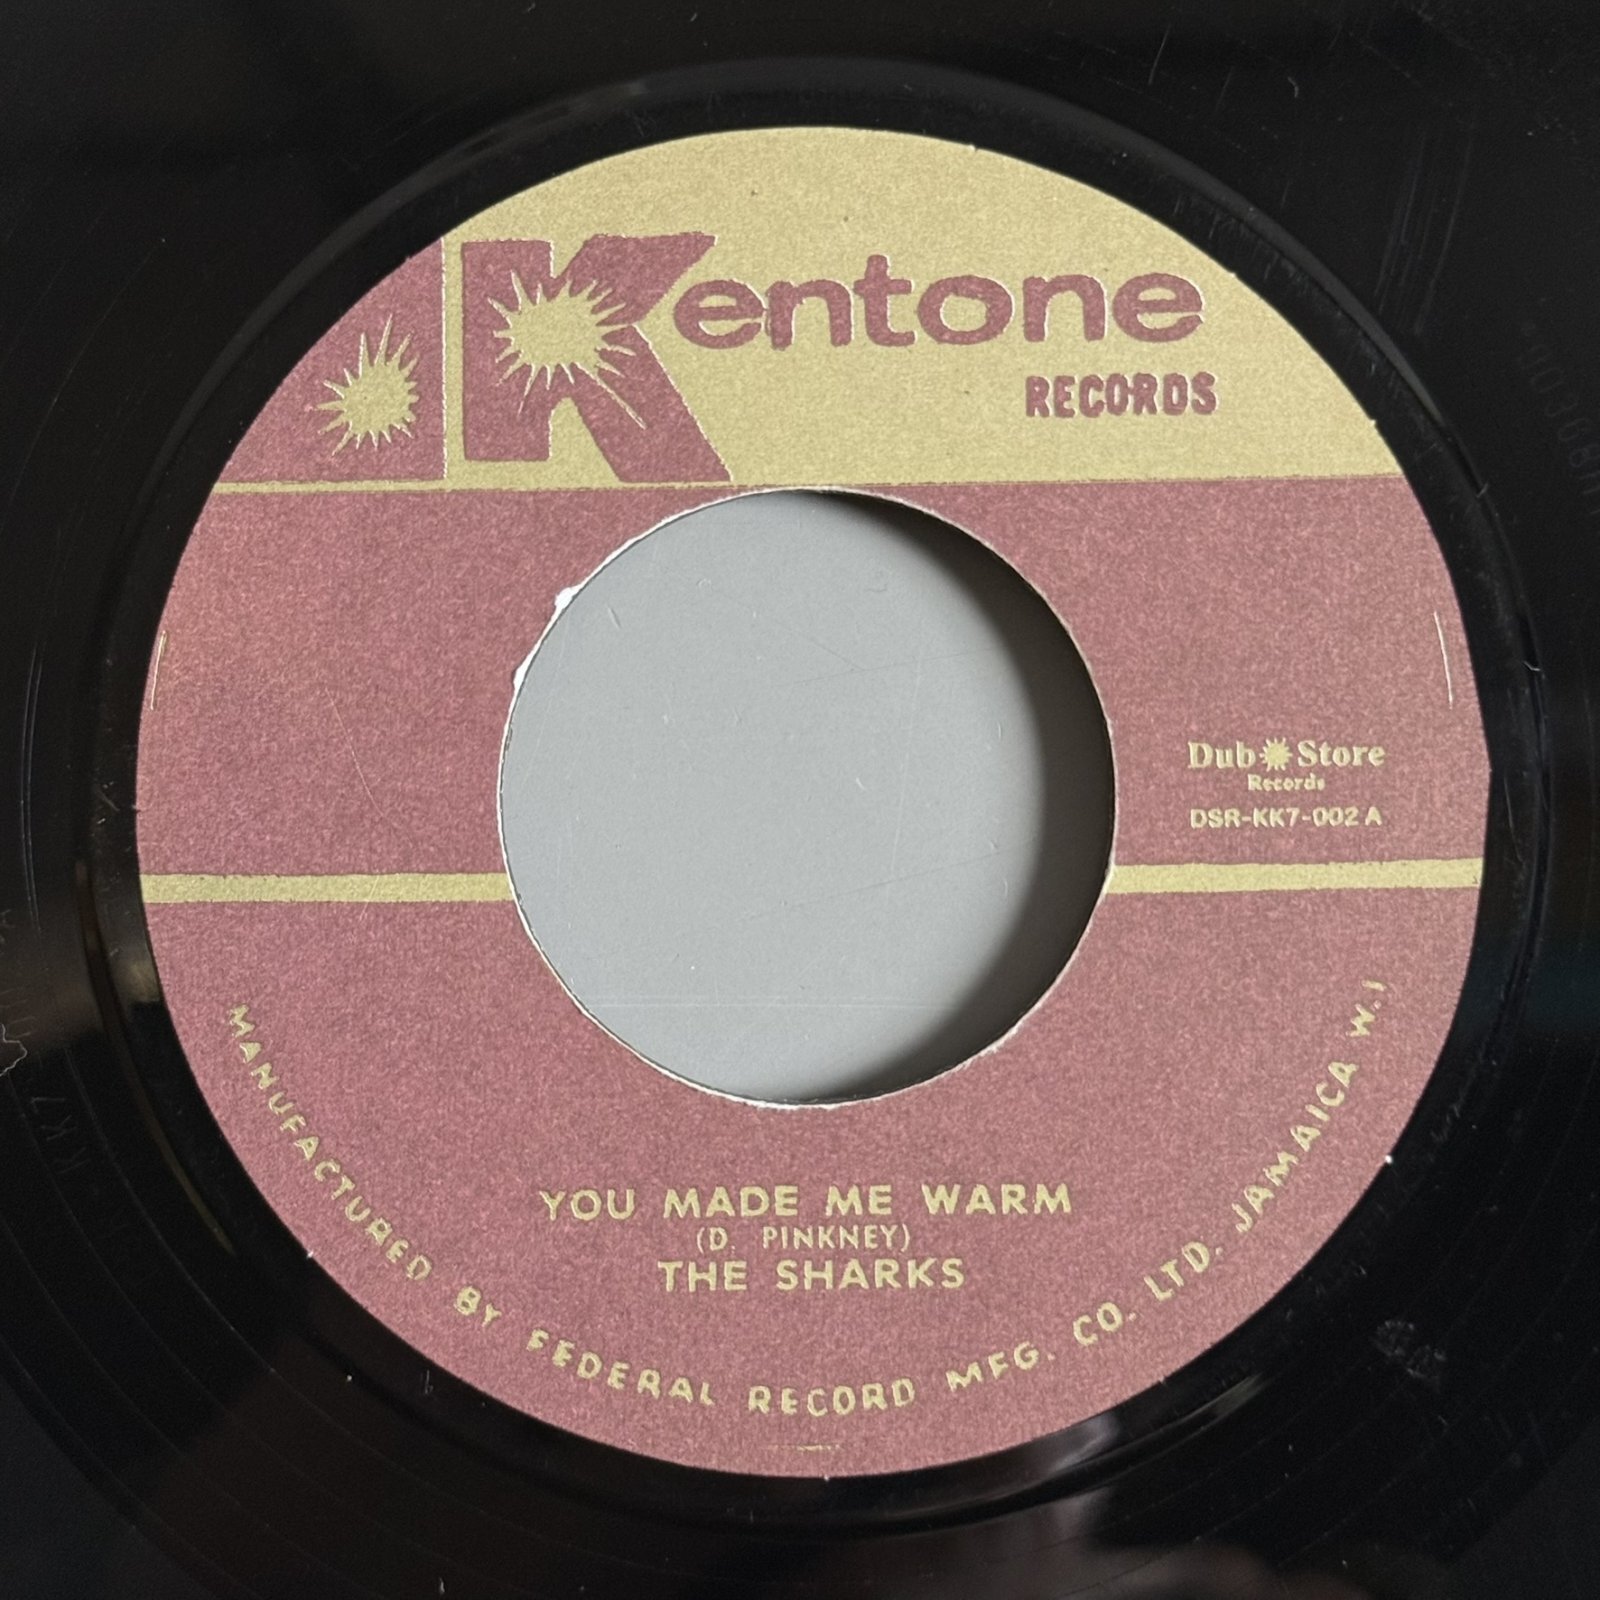 Kentone
RECORDS
Dub Store
Records
DSR-KK7-002 A
YOU MADE ME WARM
(D. PINKNEY)
THE SHARKS
MANUFACTURED BY FEDERAL RECORD MFG. CO. LTD. JAMAICA W.I